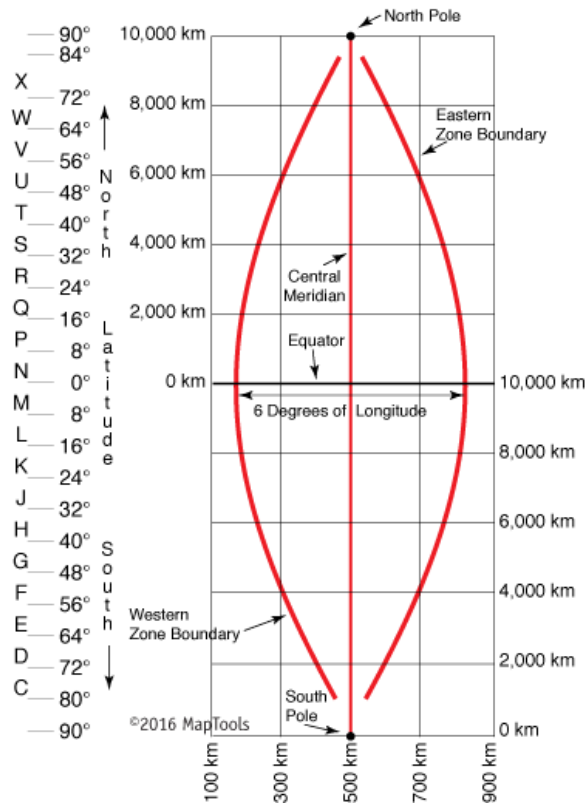 90°
84°
X
72°
W
64°
V
56°
U
48°
T
40°
S
32°
R
24°
Q
16°
P
8°
N
0°
M
8°
L
16°
K
24°
J
32°
H
40°
G
48°
F
56°
E
64°
D
72°
C
80°
90°
North
Latitude
South
10,000 km
8,000 km
6,000 km
4,000 km
2,000 km
0 km
North Pole
Eastern
Zone Boundary
Central
Meridian
Equator
6 Degrees of Longitude
Western
Zone Boundary
South
Pole
10,000 km
8,000 km
6,000 km
4,000 km
2,000 km
0 km
©2016 MapTools
100 km
300 km
500 km
700 km
900 km